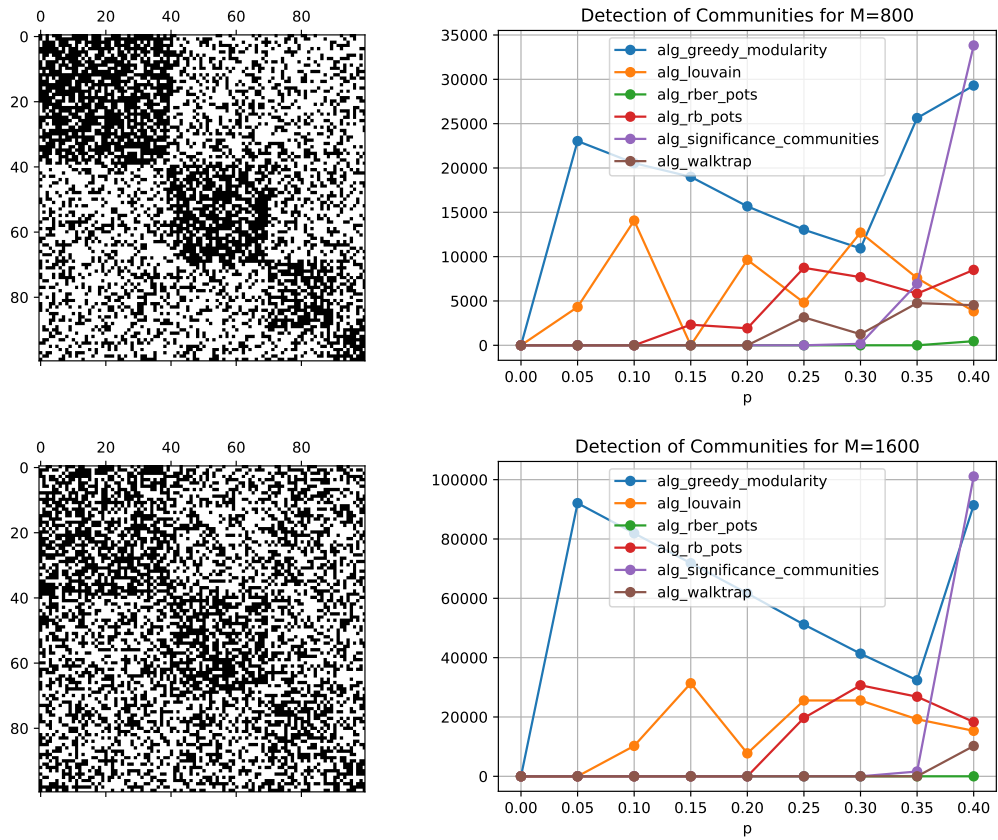 0 20 40 60 80
0
20
40
60
80
Detection of Communities for M=800
35000
30000
25000
20000
15000
10000
5000
0
alg_greedy_modularity
alg_louvain
alg_rber_pots
alg_rb_pots
alg_significance_communities
alg_walktrap
0.00 0.05 0.10 0.15 0.20 0.25 0.30 0.35 0.40
p
0 20 40 60 80
0
20
40
60
80
Detection of Communities for M=1600
100000
80000
60000
40000
20000
0
alg_greedy_modularity
alg_louvain
alg_rber_pots
alg_rb_pots
alg_significance_communities
alg_walktrap
0.00 0.05 0.10 0.15 0.20 0.25 0.30 0.35 0.40
p